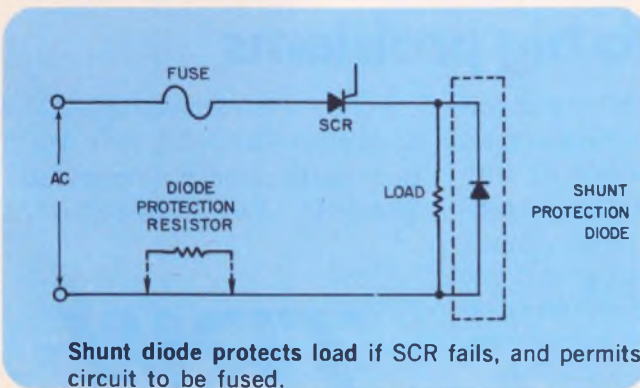 FUSE
SCR
AC
DIODE
PROTECTION
RESISTOR
LOAD
SHUNT
PROTECTION
DIODE
Shunt diode protects load if SCR fails, and permits
circuit to be fused.